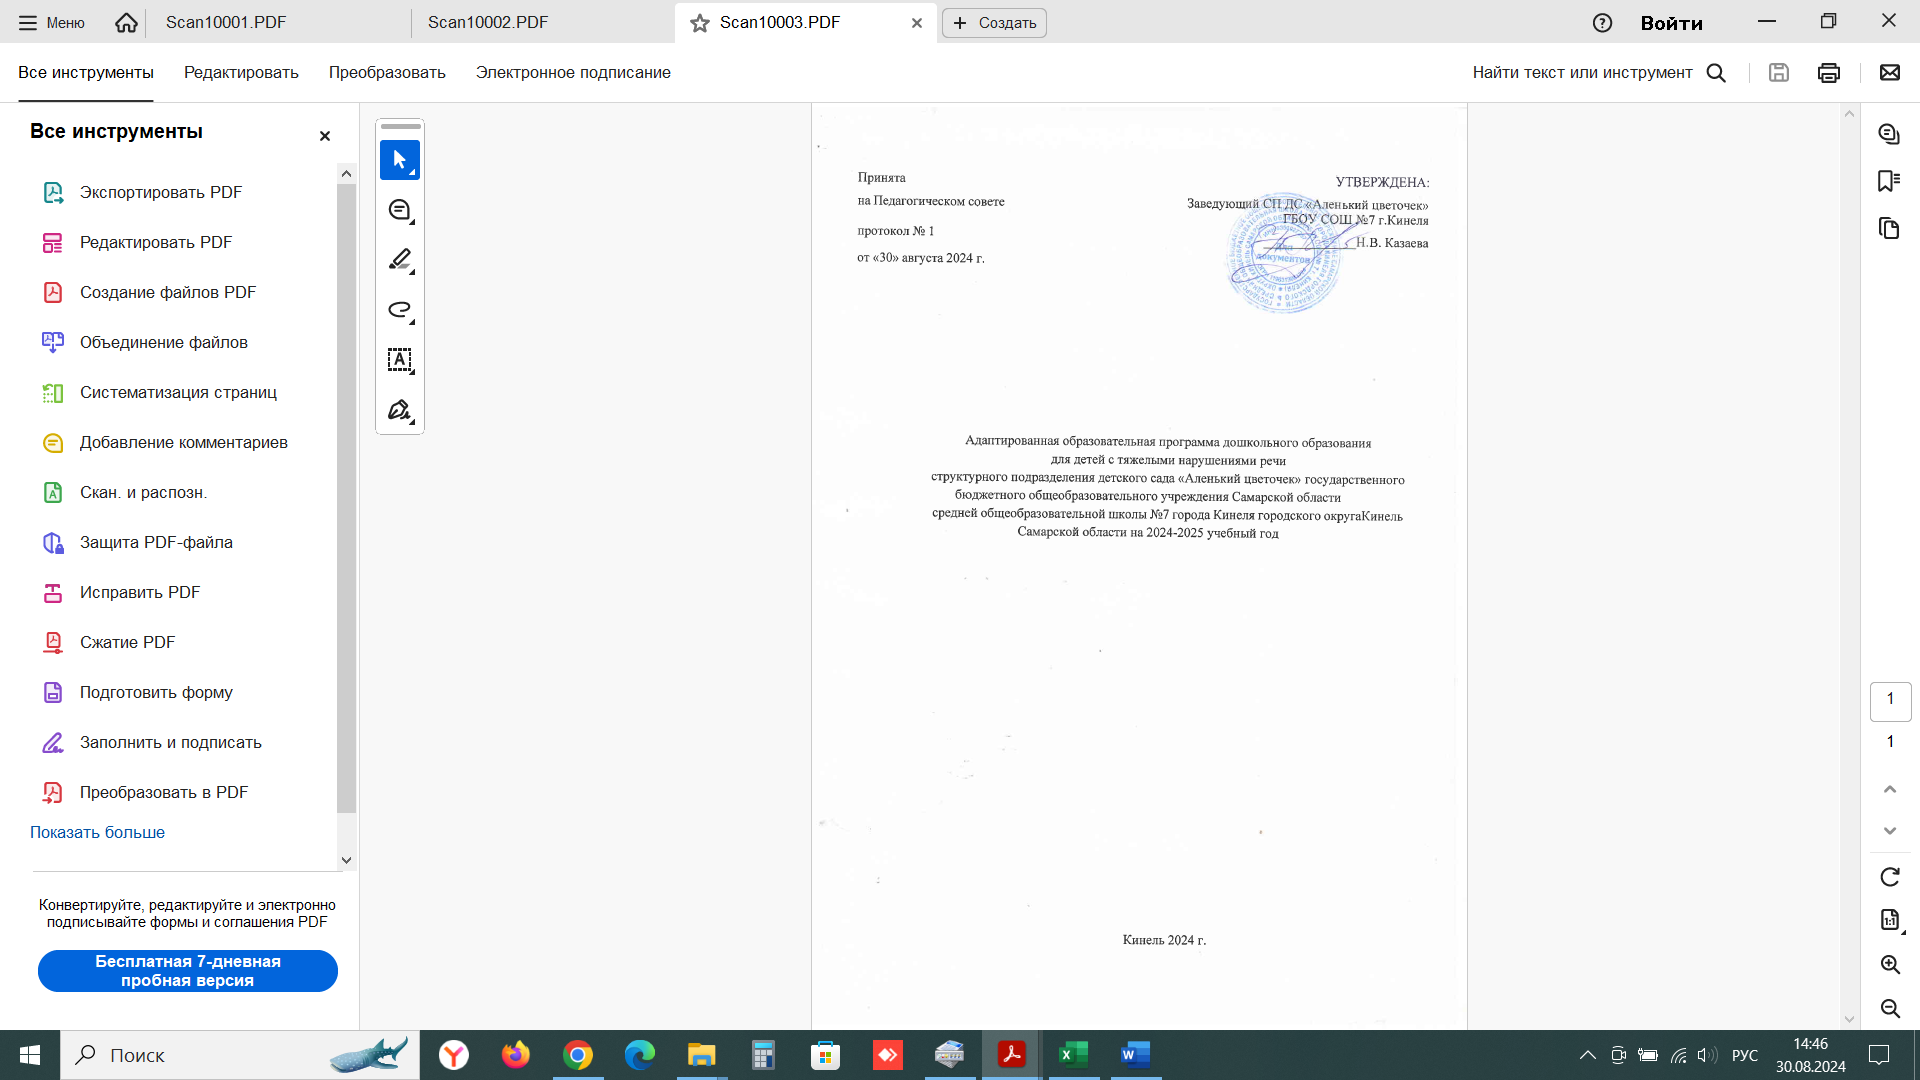 Меню
Scan10001.PDF
Scan10002.PDF
Scan10003.PDF
Создать
Войти
Все инструменты
Редактировать
Преобразовать
Электронное подписание
Найти текст или инструмент
Все инструменты
Экспортировать PDF
Редактировать PDF
Создание файлов PDF
Объединение файлов
Систематизация страниц
Добавление комментариев
Скан. и распозн.
Защита PDF-файла
Исправить PDF
Сжатие PDF
Подготовить форму
Заполнить и подписать
Преобразовать в PDF
Показать больше
Конвертируйте, редактируйте и электронно
подписывайте формы и соглашения PDF
Бесплатная 7-дневная
пробная версия
Принята
на Педагогическом совете
протокол № 1
от «30» августа 2024 г.
УТВЕРЖДЕНА:
Заведующий СП ДС «Аленький цветочек»
ГБОУ СОШ №7 г.Кинеля
Н.В. Казаева
Для
документов
Адаптированная образовательная программа дошкольного образования
для детей с тяжелыми нарушениями речи
структурного подразделения детского сада «Аленький цветочек» государственного
бюджетного общеобразовательного учреждения Самарской области
средней общеобразовательной школы №7 города Кинеля городского округаКинель
Самарской области на 2024-2025 учебный год
Кинель 2024 г.
1
1
Поиск
РУС
14:46
30.08.2024